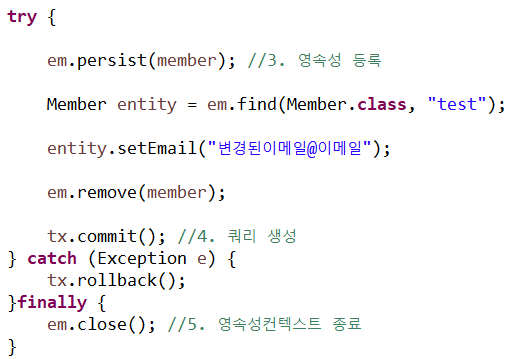 try {
em.persist(member); //3. 영속성 등록
Member entity = em.find(Member.class, "test");
entity.setEmail("변경된이메일@이메일");
em.remove(member);
tx.commit(); //4. 쿼리 생성
} catch (Exception e) {
tx.rollback();
}finally {
em.close(); //5. 영속성컨텍스트 종료
}